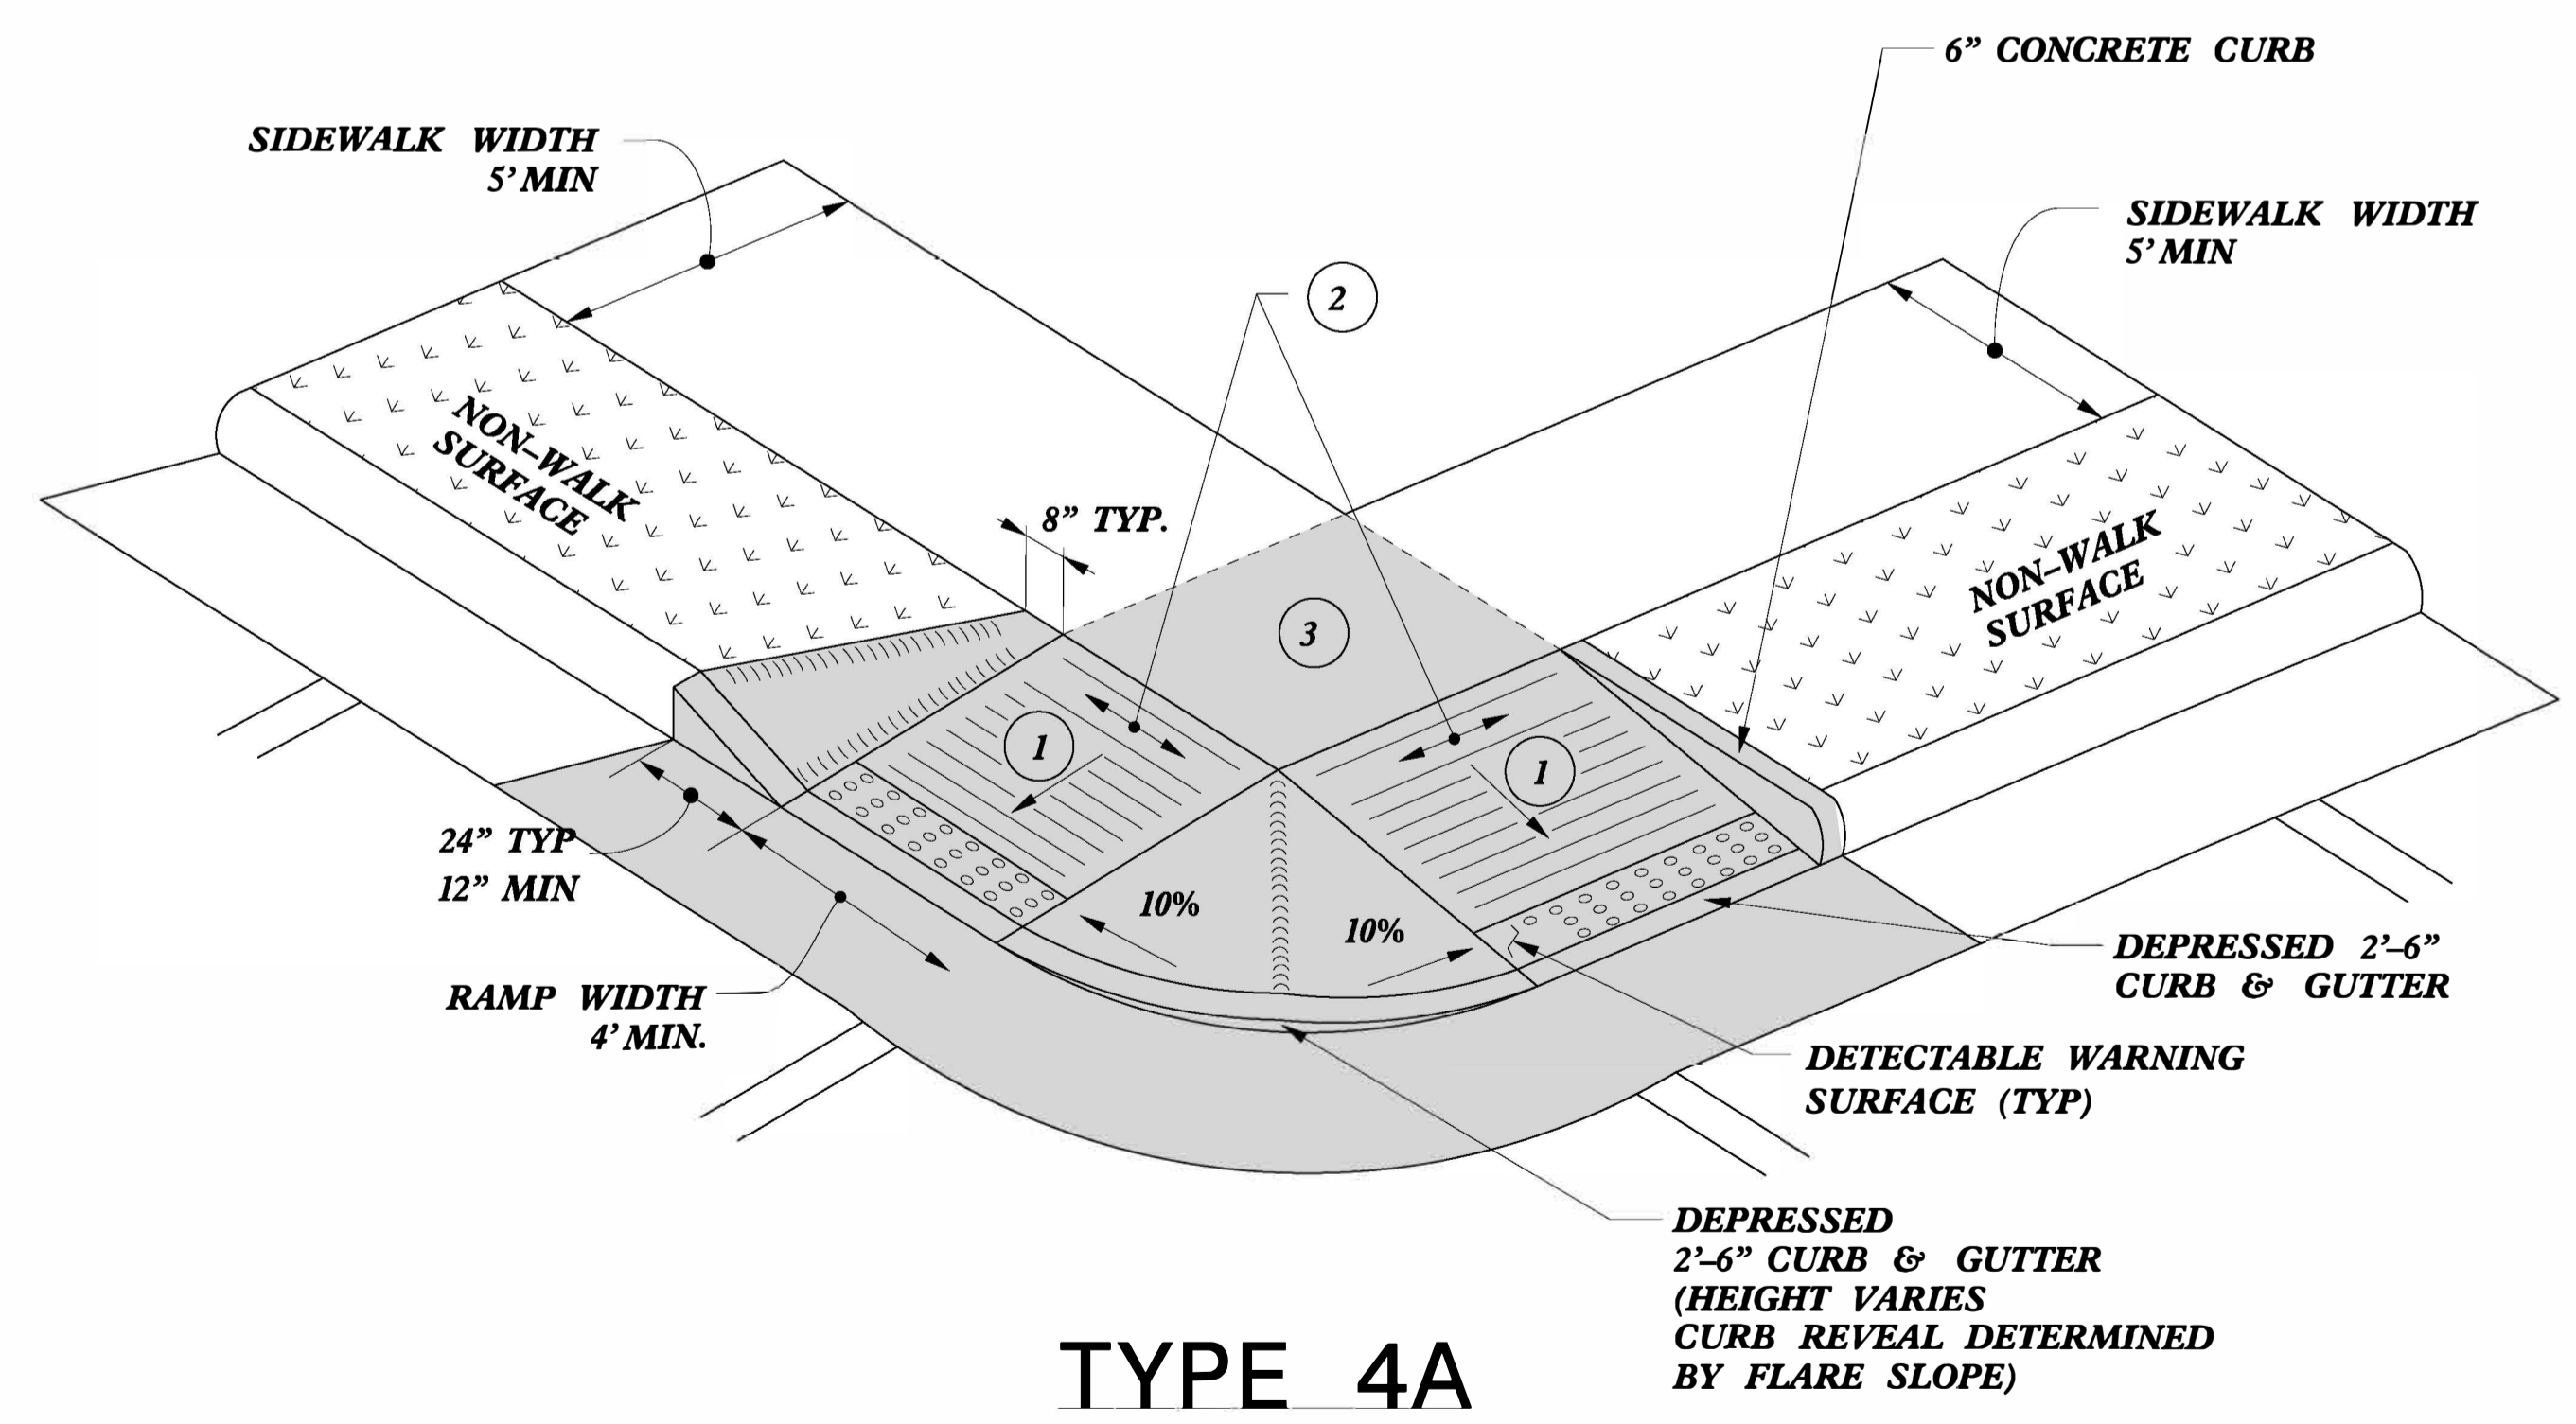 6” CONCRETE CURB
SIDEWALK WIDTH
5’ MIN
SIDEWALK WIDTH
5’ MIN
2
NON–WALK
SURFACE
8” TYP.
NON–WALK
SURFACE
3
1
1
24” TYP
12” MIN
10%
10%
RAMP WIDTH
4’ MIN.
DEPRESSED 2’–6”
CURB & GUTTER
DETECTABLE WARNING
SURFACE (TYP)
DEPRESSED
2’–6” CURB & GUTTER
(HEIGHT VARIES
CURB REVEAL DETERMINED
BY FLARE SLOPE)
TYPE 4A